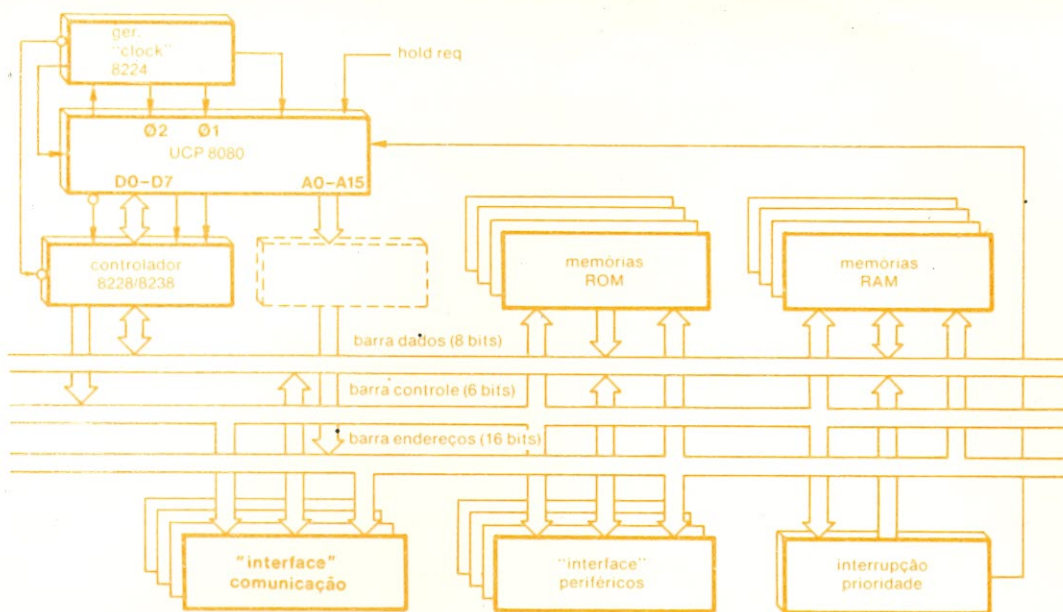 ger.
"clock"
8224
hold req
Ø2 Ø1
UCP 8080
D0-D7 A0-A15
controlador
8228/8238
memórias
ROM
memórias
RAM
barra dados (8 bits)
barra controle (6 bits)
barra endereços (16 bits)
"interface"
comunicação
"interface"
periféricos
interrupção
prioridade